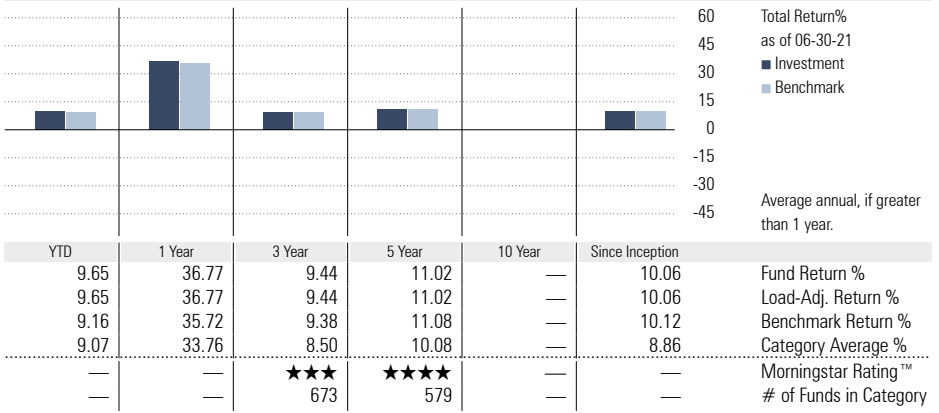 60
45
30
15
0
-15
-30
-45
Total Return%
as of 06-30-21
■ Investment
■ Benchmark
Average annual, if greater
than 1 year.
YTD 1 Year 3 Year 5 Year 10 Year Since Inception
9.65 36.77 9.44 11.02 — 10.06 Fund Return %
9.65 36.77 9.44 11.02 — 10.06 Load-Adj. Return %
9.16 35.72 9.38 11.08 — 10.12 Benchmark Return %
9.07 33.76 8.50 10.08 — 8.86 Category Average %
— — ★★★ ★★★★ — — Morningstar Rating™
— — 673 579 — — # of Funds in Category